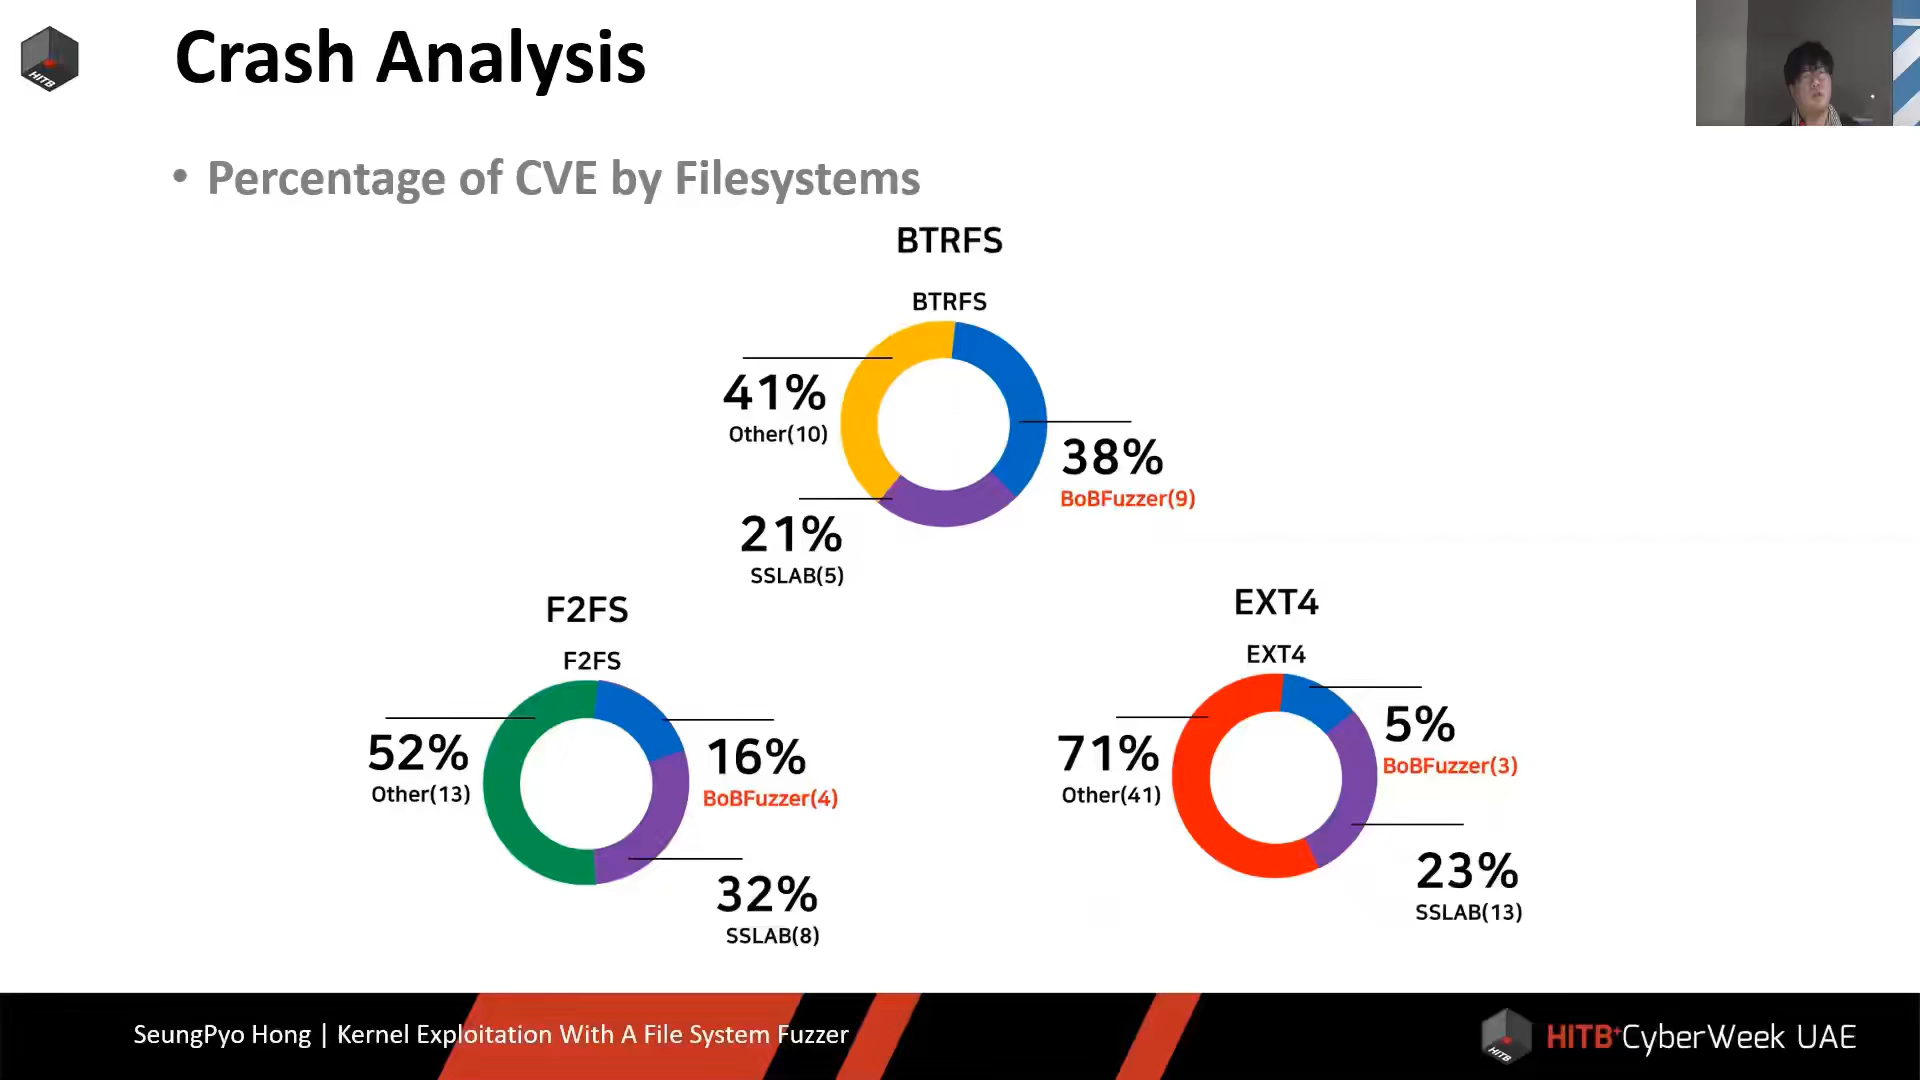 HITB
Crash Analysis
• Percentage of CVE by Filesystems
BTRFS
BTRFS
41%
Other(10)
38%
BoBFuzzer(9)
21%
SSLAB(5)
F2FS
F2FS
52%
Other(13)
16%
BoBFuzzer(4)
32%
SSLAB(8)
EXT4
EXT4
71%
Other(41)
5%
BoBFuzzer(3)
23%
SSLAB(13)
SeungPyo Hong | Kernel Exploitation With A File System Fuzzer
HITB
HITB+CyberWeek UAE